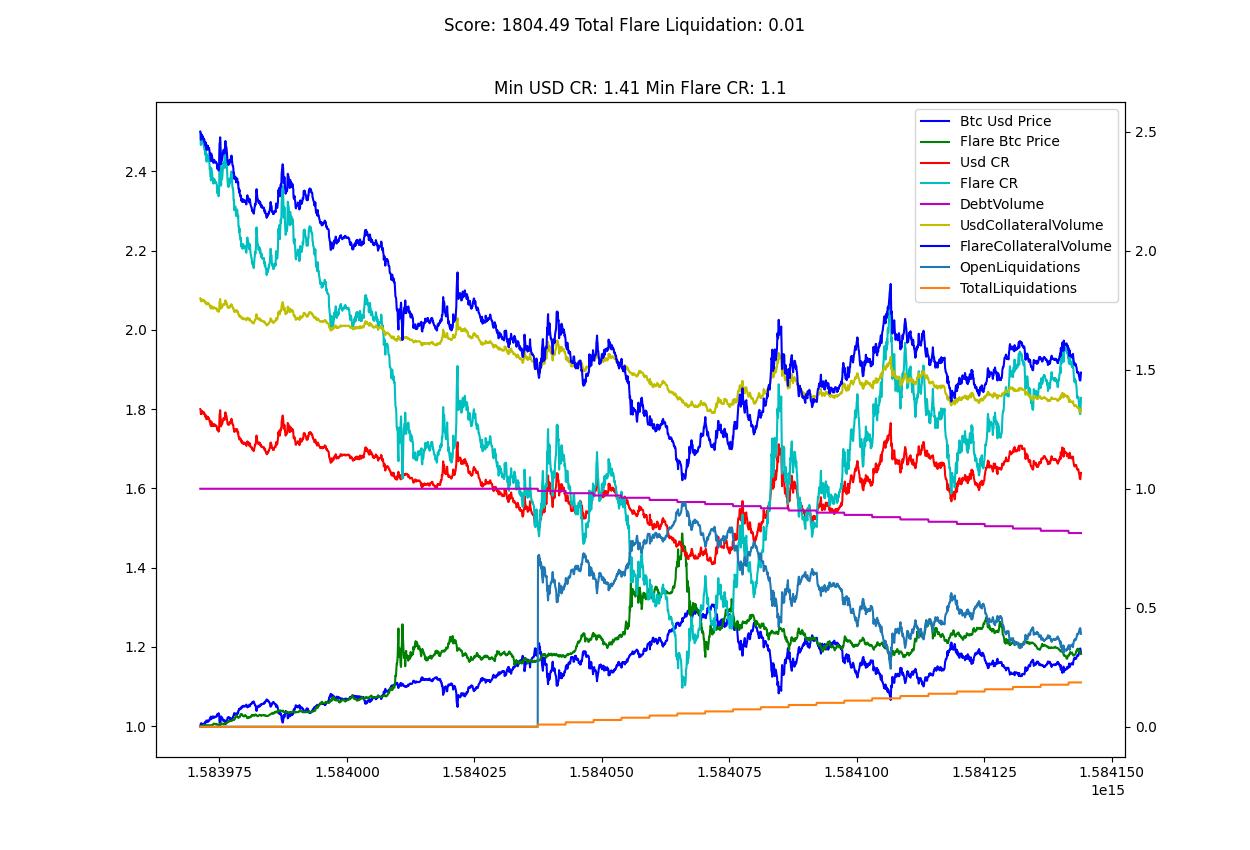 Score: 1804.49 Total Flare Liquidation: 0.01
Min USD CR: 1.41 Min Flare CR: 1.1
Btc Usd Price
Flare Btc Price
Usd CR
Flare CR
DebtVolume
UsdCollateralVolume
FlareCollateralVolume
OpenLiquidations
TotalLiquidations
2.4
2.2
2.0
1.8
1.6
1.4
1.2
1.0
2.5
2.0
1.5
1.0
0.5
0.0
1.583975 1.584000 1.584025 1.584050 1.584075 1.584100 1.584125 1.584150
1e15